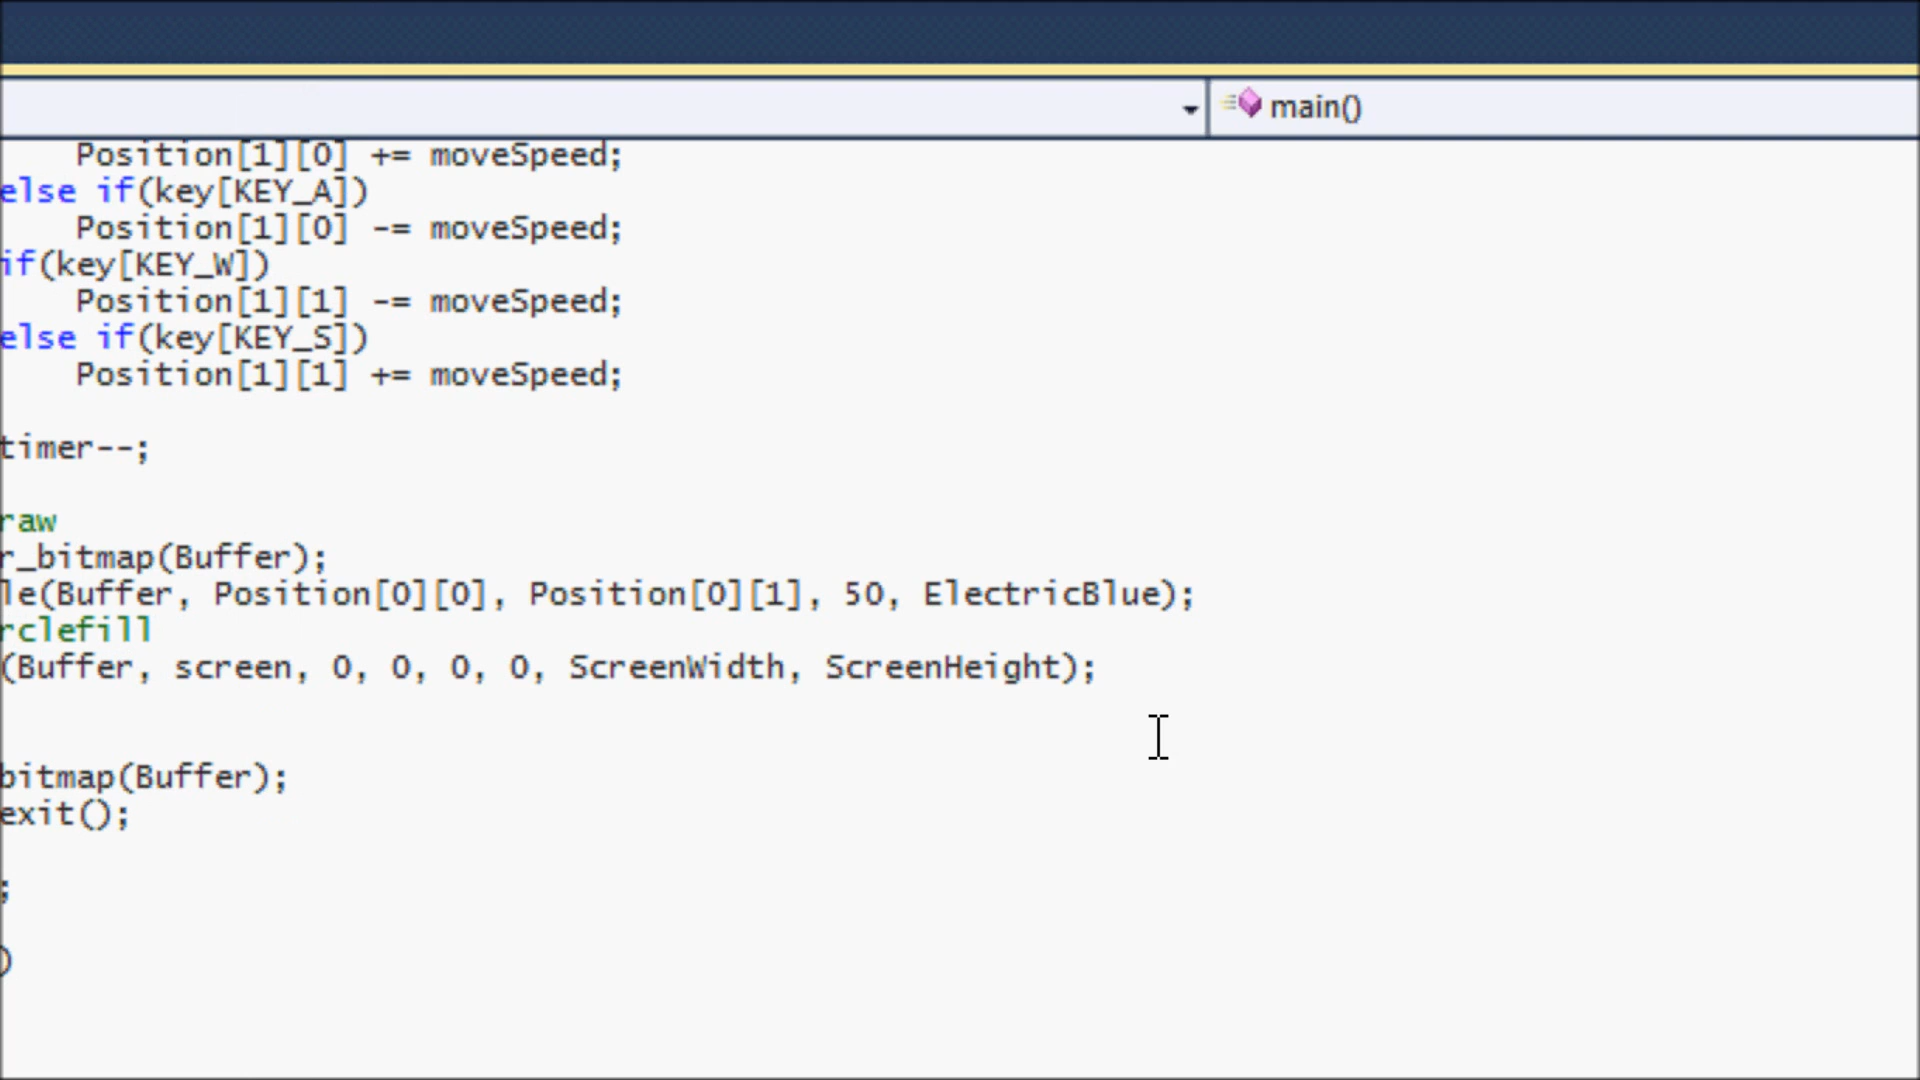 main()
Position[1][0] += moveSpeed;
else if(key[KEY_A])
Position[1][0] -= moveSpeed;
if(key[KEY_W])
Position[1][1] -= moveSpeed;
else if(key[KEY_S])
Position[1][1] += moveSpeed;
timer--;
raw
r_bitmap(Buffer);
le(Buffer, Position[0][0], Position[0][1], 50, ElectricBlue);
rclefill
(Buffer, screen, 0, 0, 0, 0, ScreenWidth, ScreenHeight);
bitmap(Buffer);
exit();
;
)